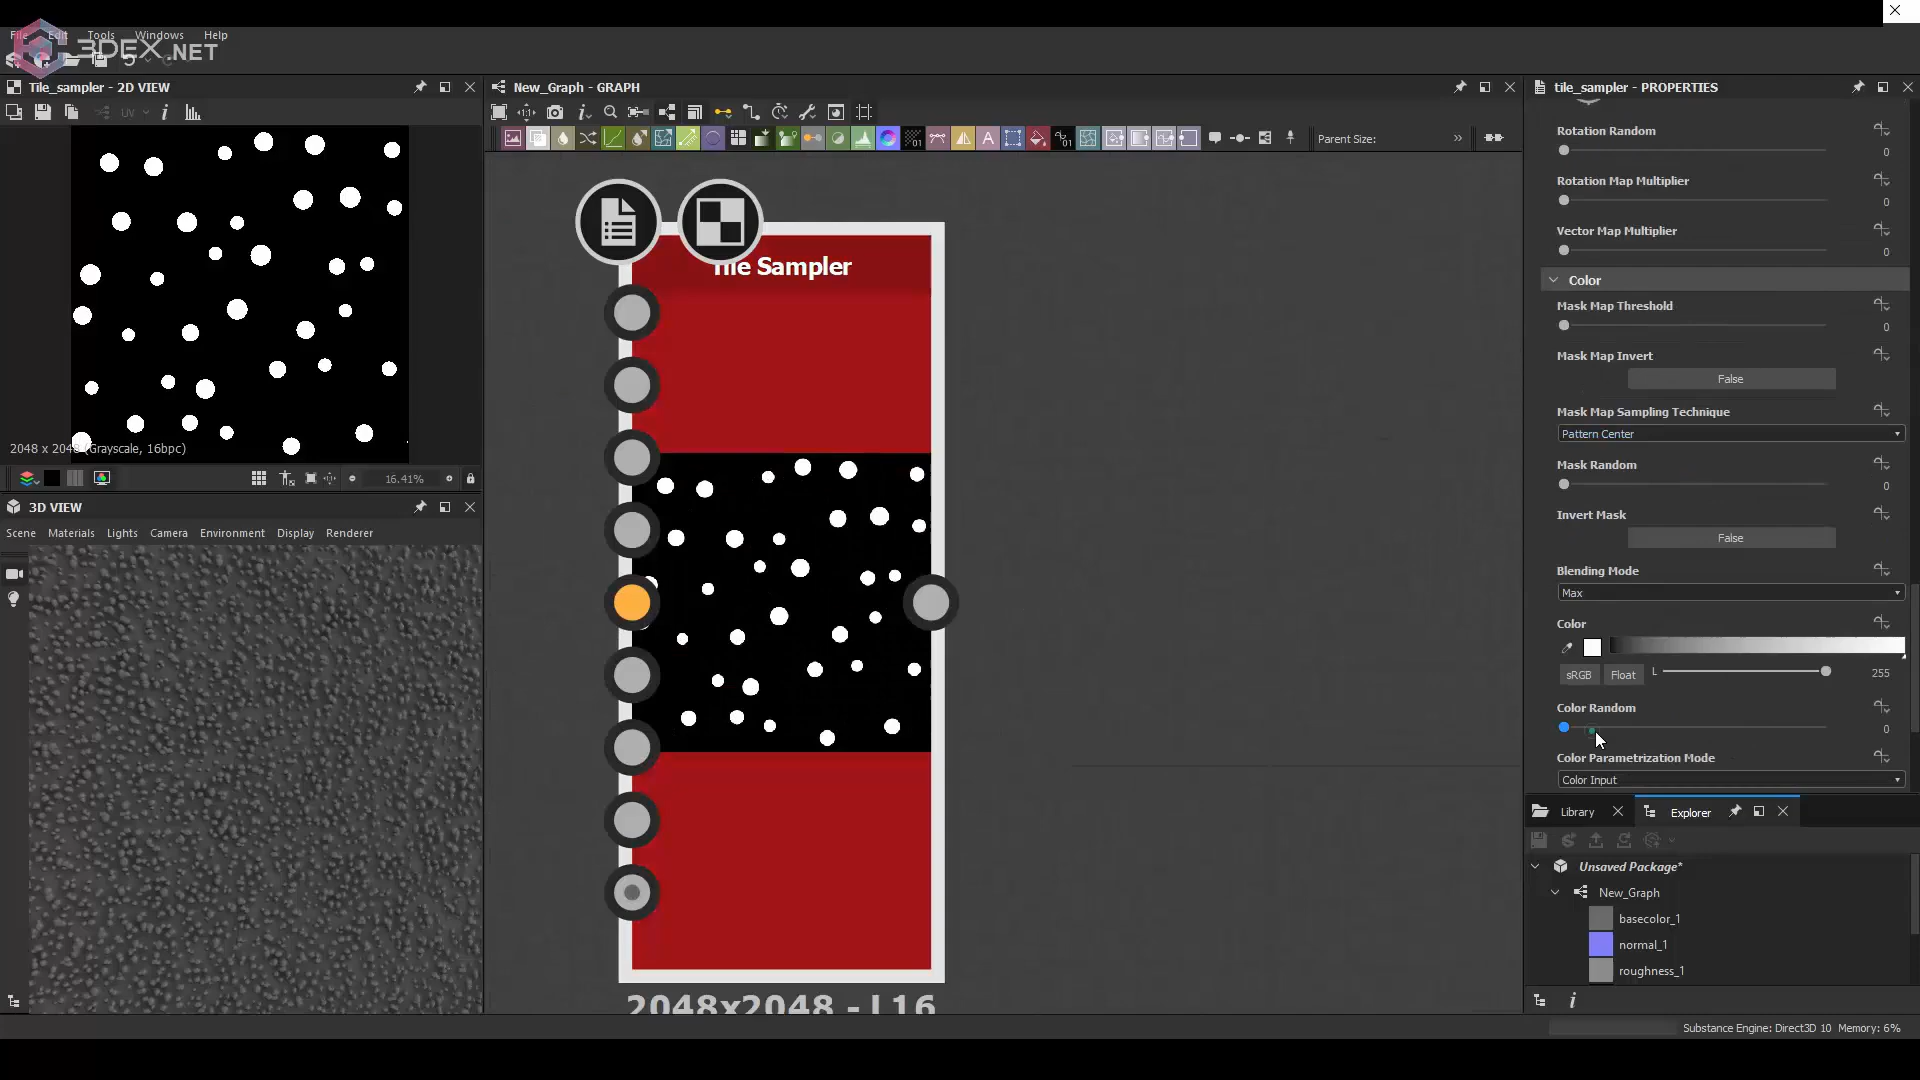 File Edit Tools Windows Help
3DEX.NET
Tile_sampler - 2D VIEW
UV
2048 x 2048 (Grayscale, 16bpc)
16.41%
3D VIEW
Scene Materials Lights Camera Environment Display Renderer
New_Graph - GRAPH
Parent Size:
Tile Sampler
2048x2048 - L16
tile_sampler - PROPERTIES
Rotation Random
0
Rotation Map Multiplier
0
Vector Map Multiplier
0
Color
Mask Map Threshold
0
Mask Map Invert
False
Mask Map Sampling Technique
Pattern Center
Mask Random
0
Invert Mask
False
Blending Mode
Max
Color
sRGB Float L 255
Color Random
0
Color Parametrization Mode
Color Input
Library Explorer
Unsaved Package*
New_Graph
basecolor_1
normal_1
roughness_1
Substance Engine: Direct3D 10 Memory: 6%